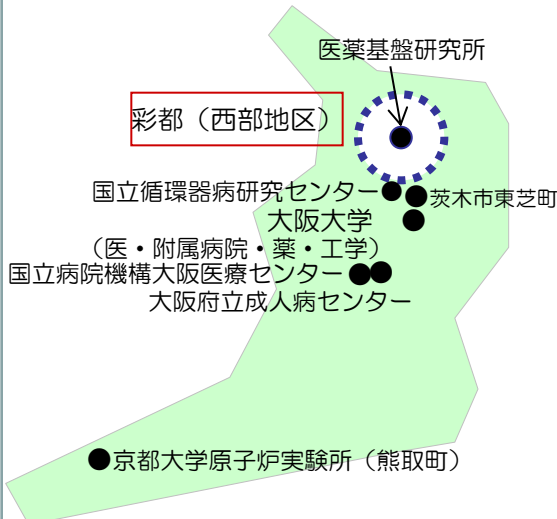 医薬基盤研究所
彩都（西部地区）
国立循環器病研究センター
茨木市東芝町
大阪大学
（医・附属病院・薬・工学）
国立病院機構大阪医療センター
大阪府立成人病センター
京都大学原子炉実験所（熊取町）